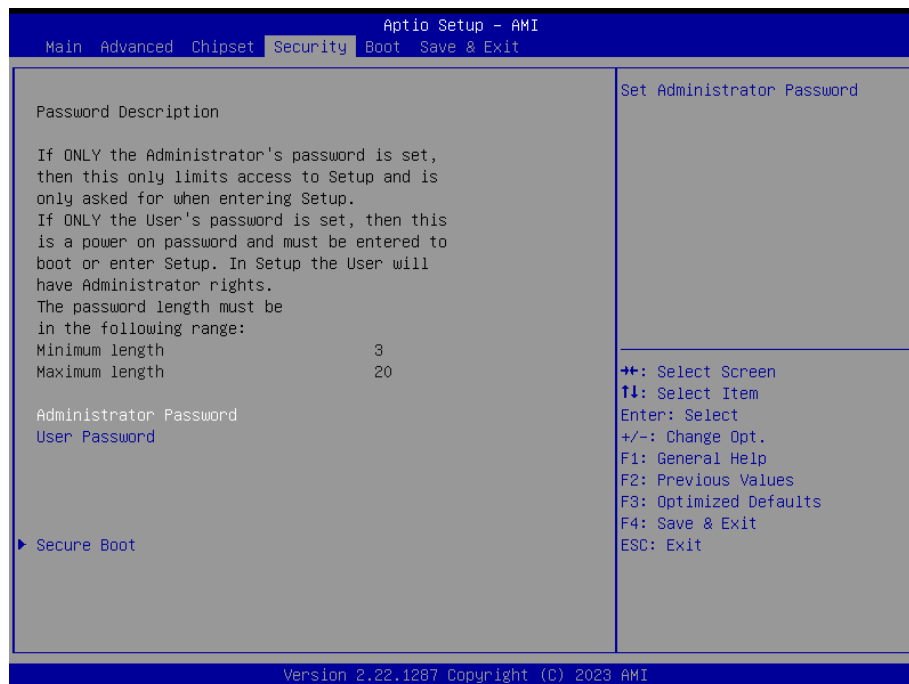 Aptio Setup – AMI
Main Advanced Chipset Security Boot Save & Exit
Set Administrator Password
Password Description
If ONLY the Administrator's password is set,
then this only limits access to Setup and is
only asked for when entering Setup.
If ONLY the User's password is set, then this
is a power on password and must be entered to
boot or enter Setup. In Setup the User will
have Administrator rights.
The password length must be
in the following range:
Minimum length 3
Maximum length 20
Administrator Password
User Password
Secure Boot
→←: Select Screen
↑↓: Select Item
Enter: Select
+/-: Change Opt.
F1: General Help
F2: Previous Values
F3: Optimized Defaults
F4: Save & Exit
ESC: Exit
Version 2.22.1287 Copyright (C) 2023 AMI